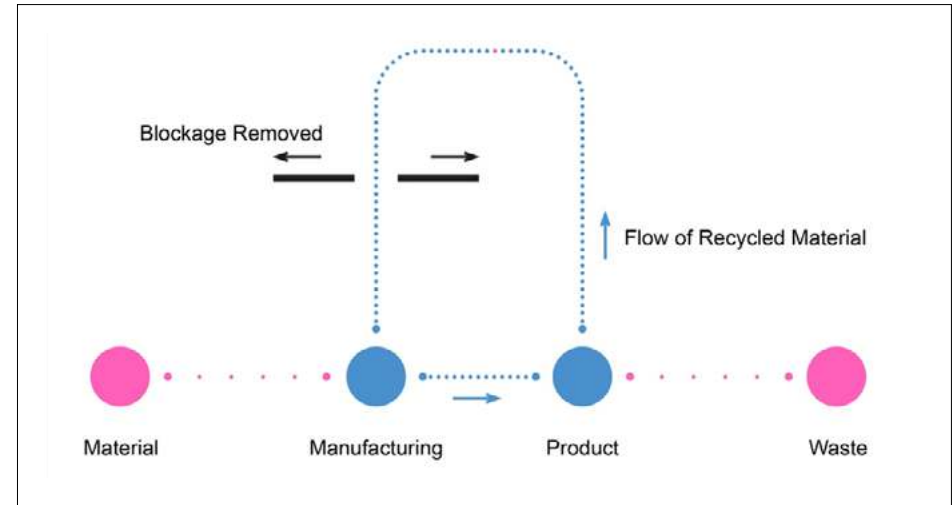 Blockage Removed
Flow of Recycled Material
Material
Manufacturing
Product
Waste